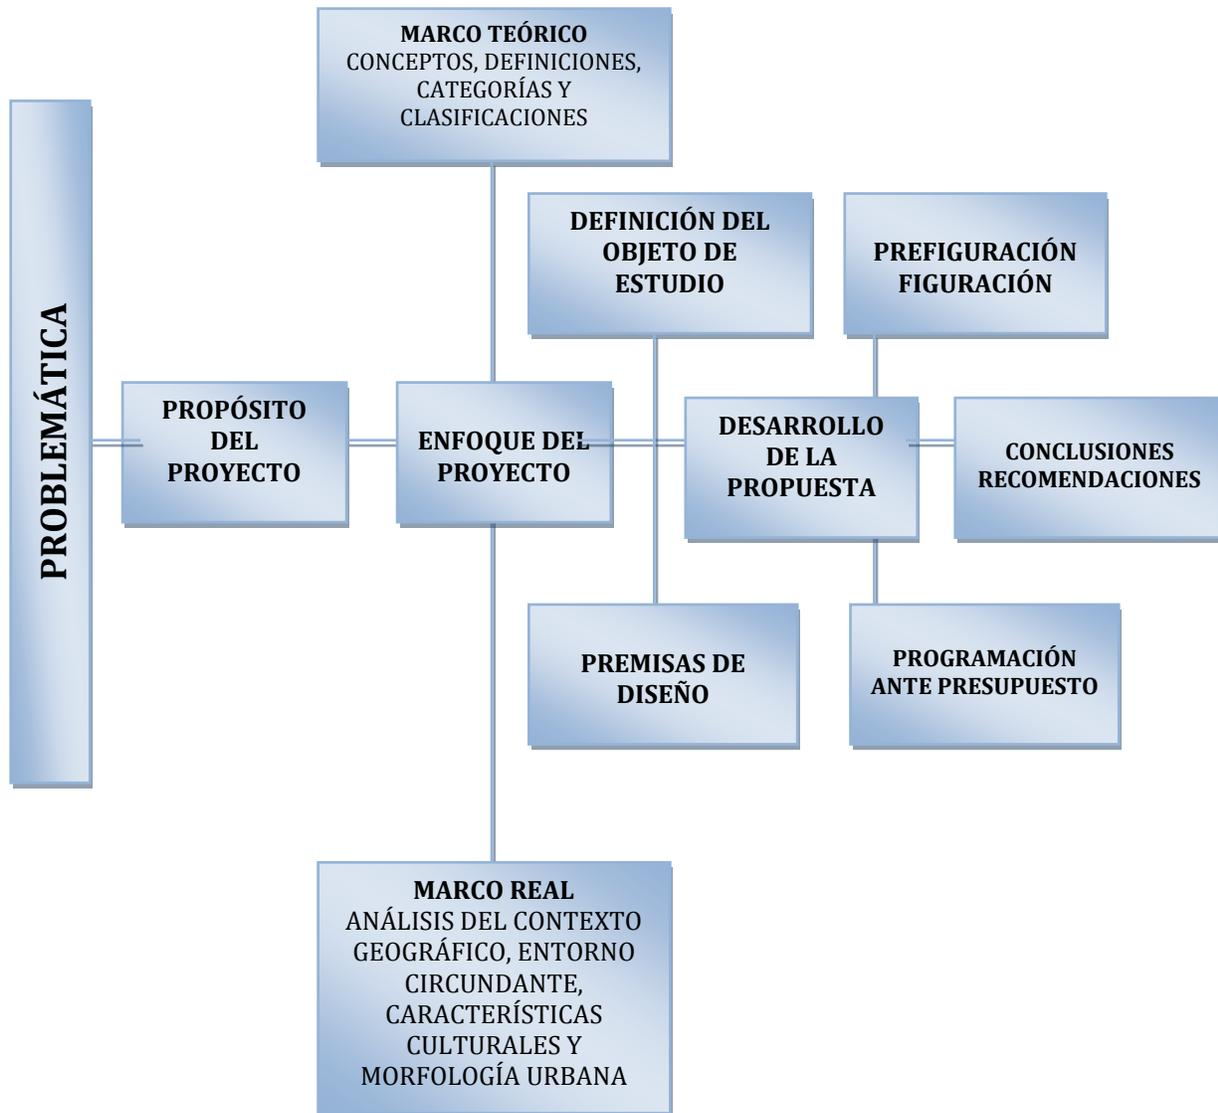 MARCO TEÓRICO
CONCEPTOS, DEFINICIONES,
CATEGORÍAS Y
CLASIFICACIONES
DEFINICIÓN DEL
OBJETO DE
ESTUDIO
PREFIGURACIÓN
FIGURACIÓN
PROBLEMÁTICA
PROPÓSITO
DEL
PROYECTO
ENFOQUE DEL
PROYECTO
DESARROLLO
DE LA
PROPUESTA
CONCLUSIONES
RECOMENDACIONES
PREMISAS DE
DISEÑO
PROGRAMACIÓN
ANTE PRESUPUESTO
MARCO REAL
ANÁLISIS DEL CONTEXTO
GEOGRÁFICO, ENTORNO
CIRCUNDANTE,
CARACTERÍSTICAS
CULTURALES Y
MORFOLOGÍA URBANA